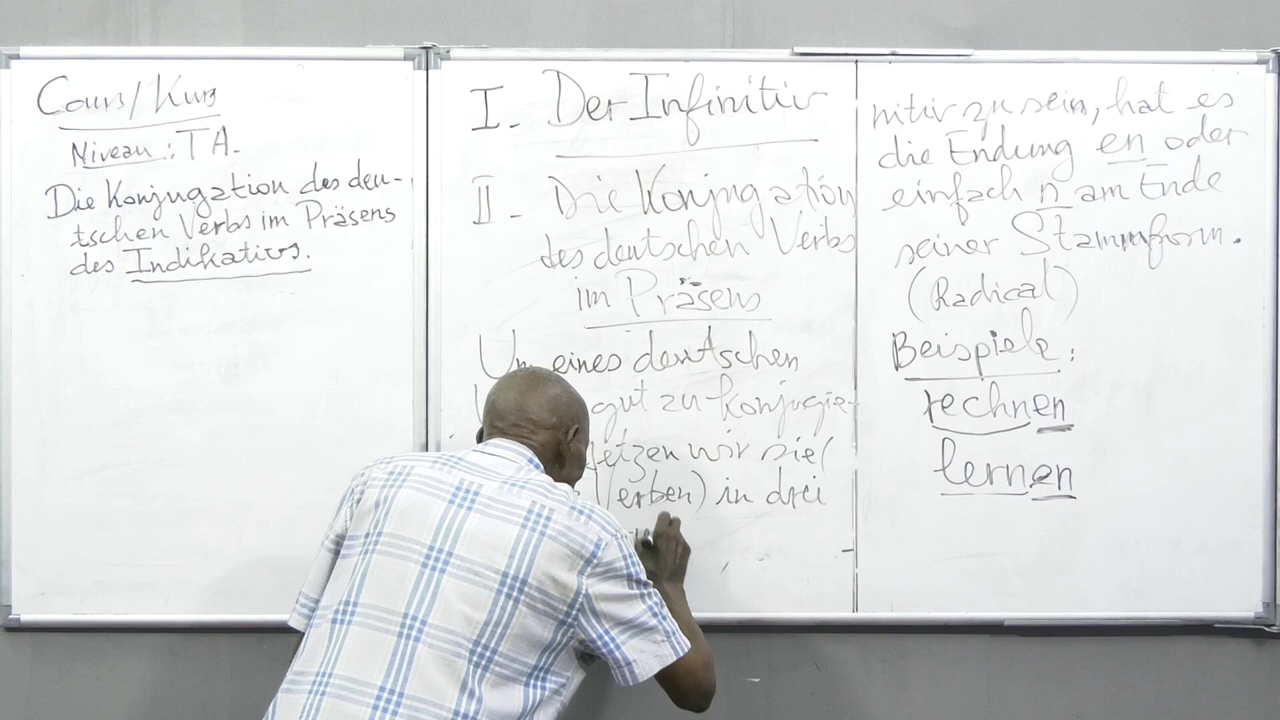 Cours/Kurs
Niveau : TA.
Die Konjugation des deu-
tschen Verbs im Präsens
des Indikativs.
I- Der Infinitiv
II- Die Konjugation
des deutschen Verbs
im Präsens
Um eines deutschen
gut zu konjugie-
setzen wir sie (
Verben) in drei
nitiv zu sein, hat es
die Endung en oder
einfach n am Ende
seiner Stammform.
(Radical)
Beispiele :
rechnen
lernen